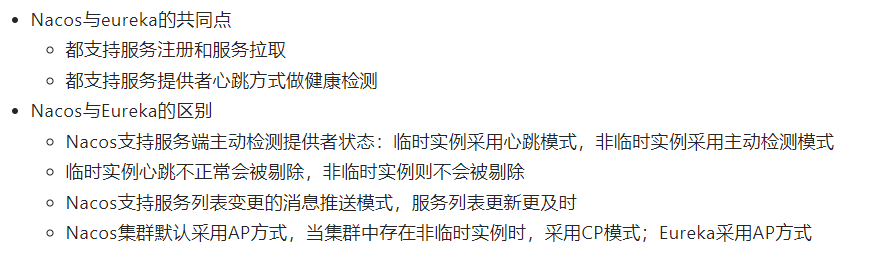 Nacos与eureka的共同点
都支持服务注册和服务拉取
都支持服务提供者心跳方式做健康检测
Nacos与Eureka的区别
Nacos支持服务端主动检测提供者状态：临时实例采用心跳模式，非临时实例采用主动检测模式
临时实例心跳不正常会被剔除，非临时实例则不会被剔除
Nacos支持服务列表变更的消息推送模式，服务列表更新更及时
Nacos集群默认采用AP方式，当集群中存在非临时实例时，采用CP模式；Eureka采用AP方式